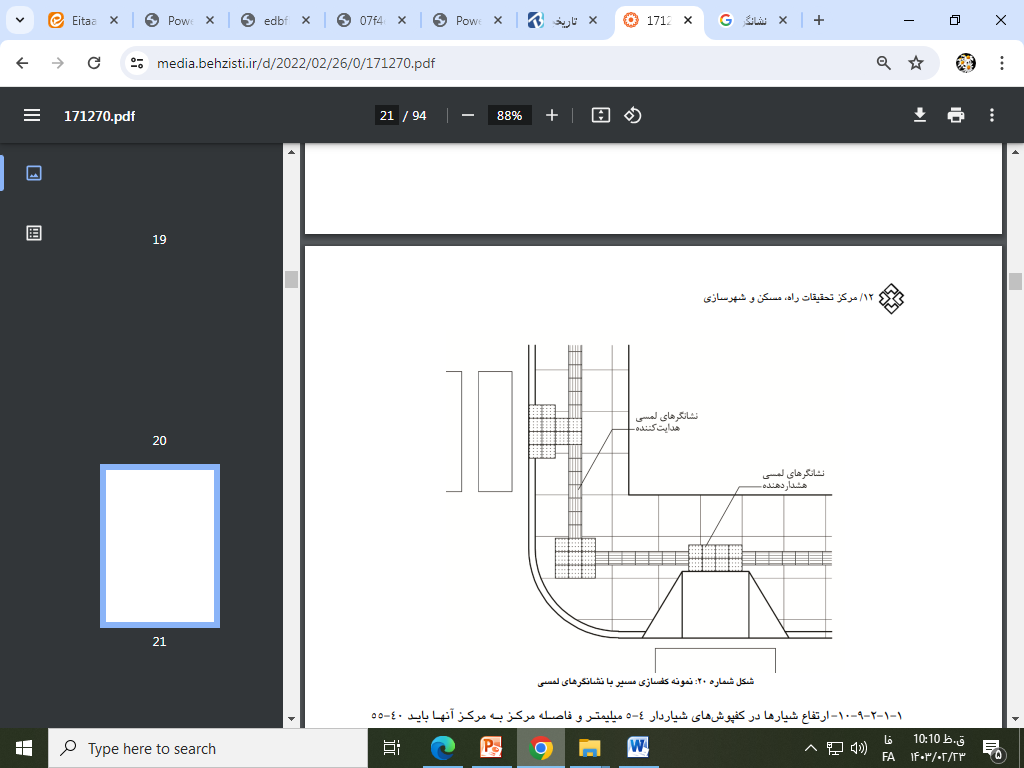 Eitaa
Powe
edbf
07f4
Powe
تاریخ
1712
نشانگر
media.behzisti.ir/d/2022/02/26/0/171270.pdf
171270.pdf
21 / 94
88%
19
20
21
۱۲/ مرکز تحقیقات راه، مسکن و شهرسازی
نشانگرهای لمسی
هدایت‌کننده
نشانگرهای لمسی
هشداردهنده
شکل شماره ۲۰: نمونه کفسازی مسیر با نشانگرهای لمسی
۱-۱-۲-۹-۱۰- ارتفاع شیارها در کفپوش‌های شیاردار ۴-۵ میلیمتر و فاصله مرکز به مرکز آنها باید ۴۰-۵۵
Type here to search
فا
FA
10:10 ق.ظ
۱۴۰۳/۰۲/۲۳
۵